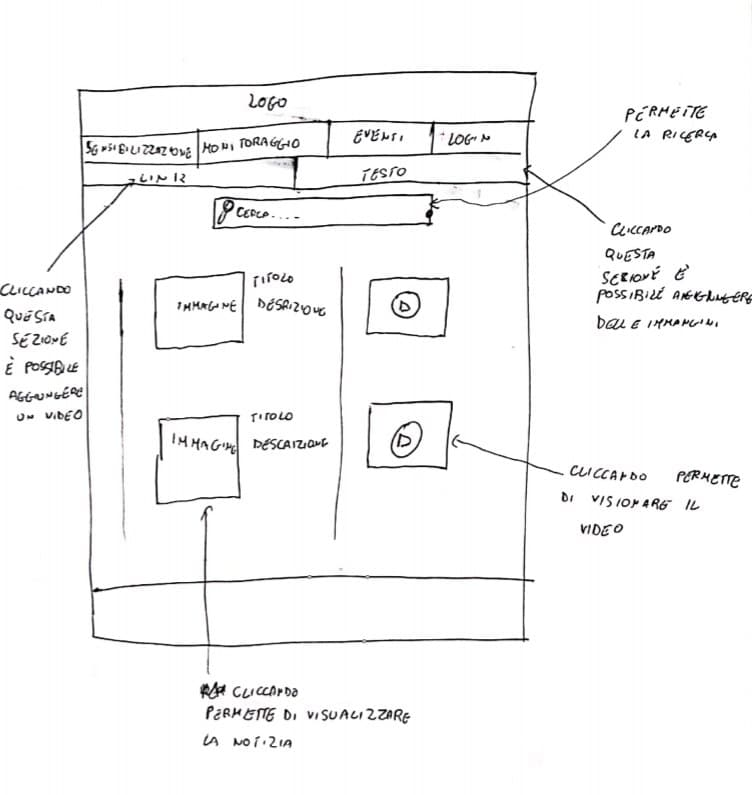 LOGO
SENSIBILIZZAZIONE MONITORAGGIO EVENTI LOGIN
LINK TESTO
CERCA....
PERMETTE
LA RICERCA
CLICCANDO
QUESTA
SEZIONE È
POSSIBILE AGGIUNGERE
DELLE IMMAGINI
CLICCANDO
QUESTA
SEZIONE
È POSSIBILE
AGGIUNGERE
UN VIDEO
IMMAGINE
TITOLO
DESRIZIONE
IMMAGINE
TITOLO
DESCRIZIONE
CLICCANDO PERMETTE
DI VISIONARE IL
VIDEO
CLICCANDO
PERMETTE DI VISUALIZZARE
LA NOTIZIA